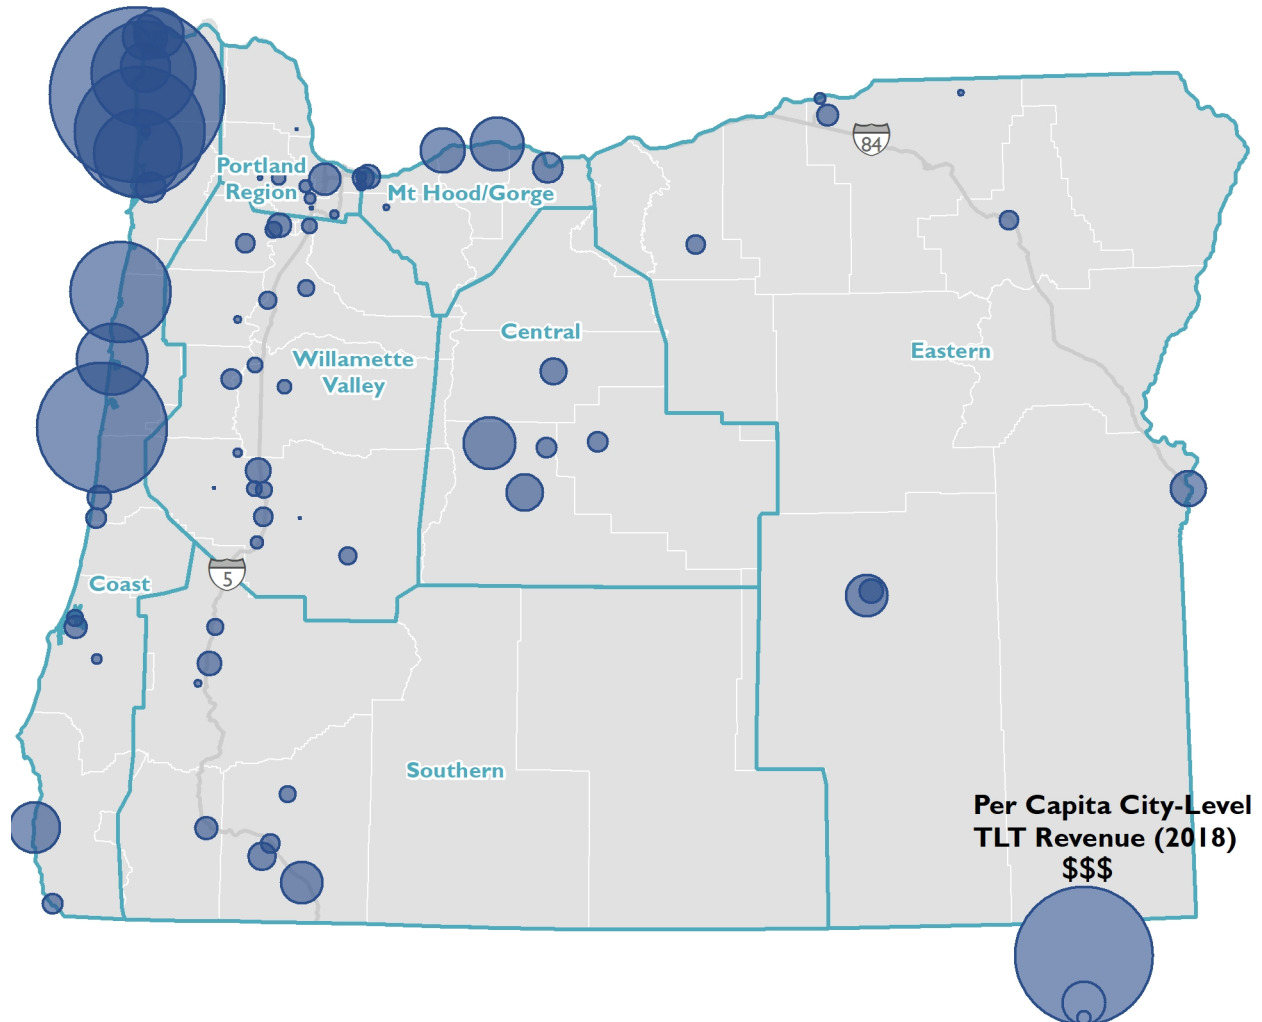 84
Portland
Region
Mt Hood/Gorge
Central
Eastern
Willamette
Valley
5
Coast
Southern
Per Capita City-Level
TLT Revenue (2018)
$$$